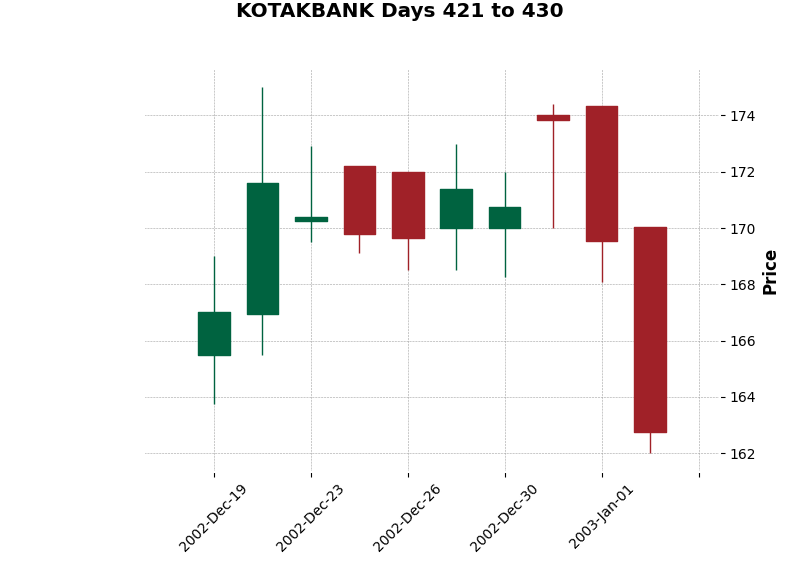 KOTAKBANK Days 421 to 430
174
172
170
168
166
164
162
Price
2002-Dec-19
2002-Dec-23
2002-Dec-26
2002-Dec-30
2003-Jan-01